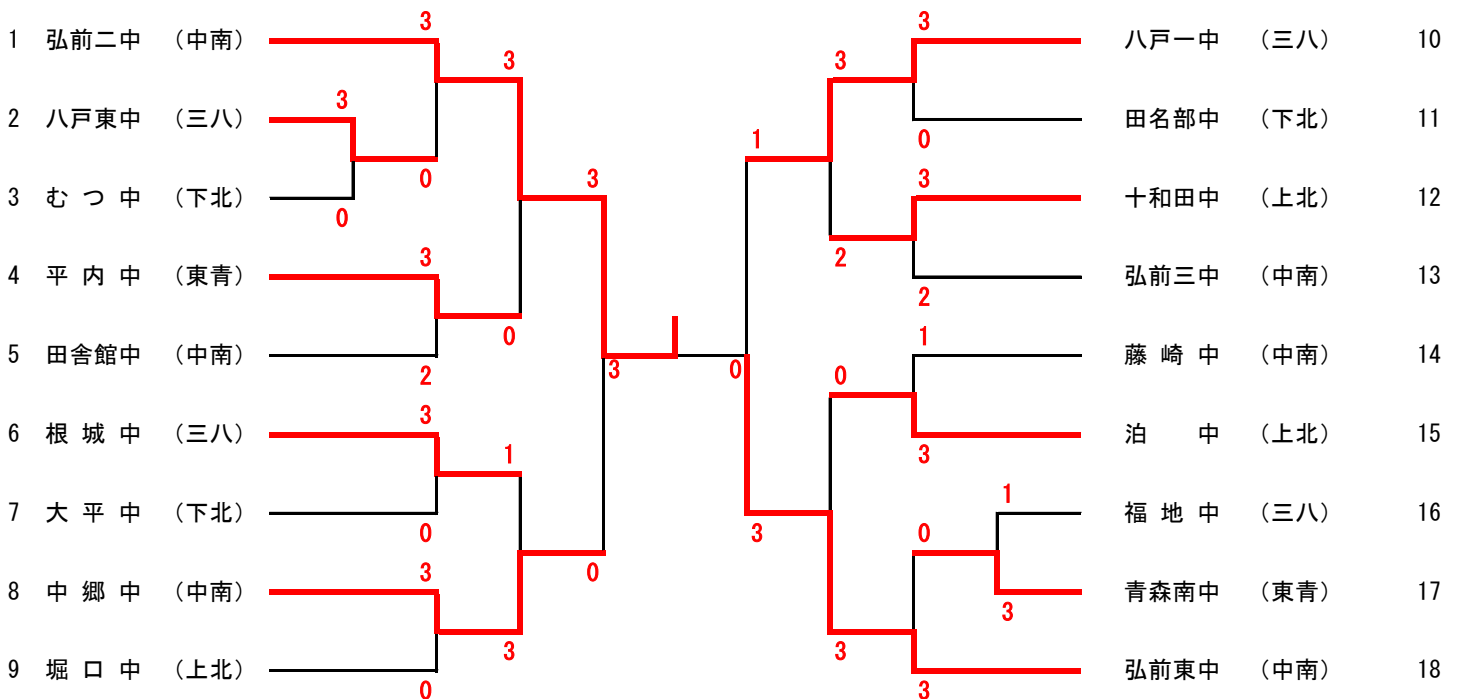 3 3
1 弘前二中 （中南） 八戸一中 （三八） 10
3 3
3
2 八戸東中 （三八） 田名部中 （下北） 11
1 0
0 3 3
3 む つ 中 （下北） 十和田中 （上北） 12
0
3 2
4 平 内 中 （東青） 弘前三中 （中南） 13
2
0 1
5 田舎館中 （中南） 藤 崎 中 （中南） 14
2 3 0 0
3
6 根 城 中 （三八） 泊 中 （上北） 15
1 3
1
7 大 平 中 （下北） 福 地 中 （三八） 16
0 3 0
3 0
8 中 郷 中 （中南） 青森南中 （東青） 17
3
3 3
9 堀 口 中 （上北） 弘前東中 （中南） 18
0 3